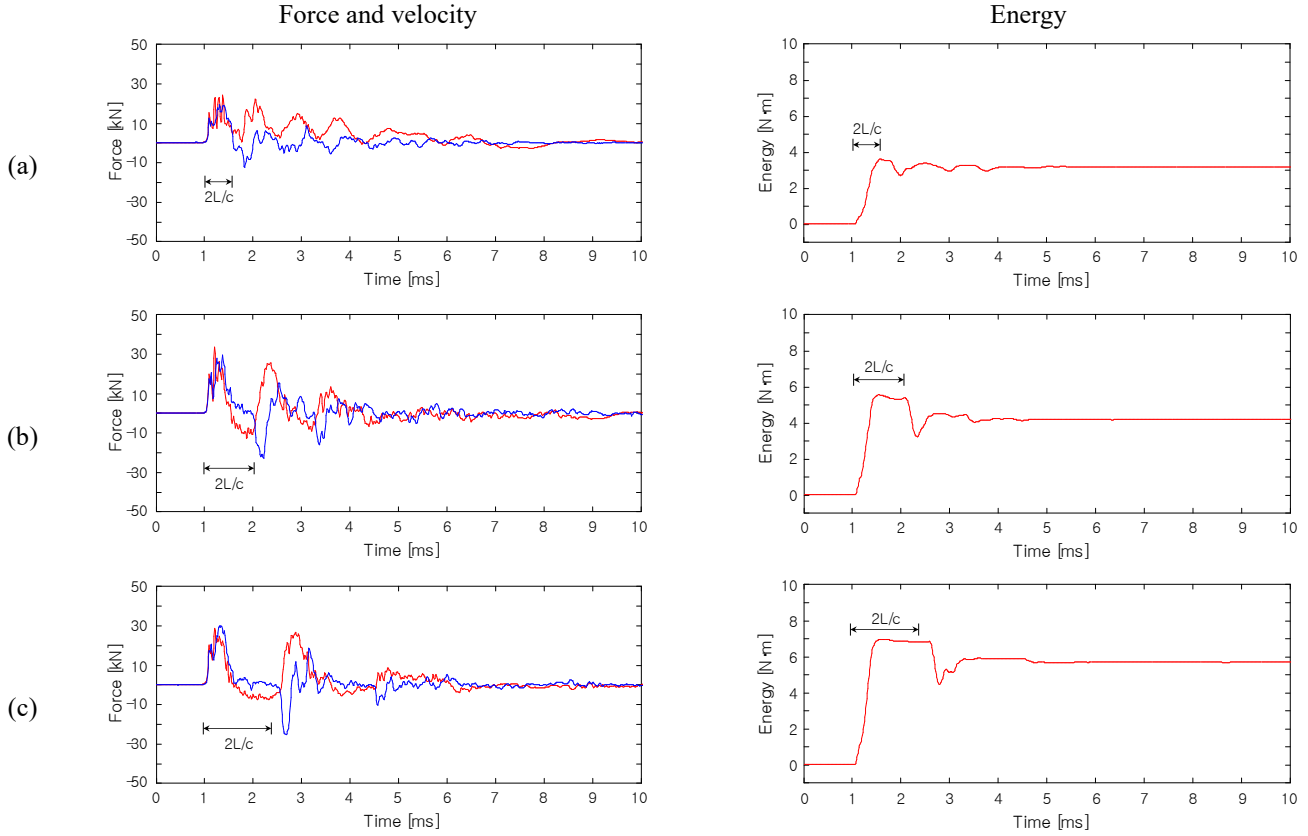 Force and velocity
Energy
(a)
Force [kN]
50
30
10
-10
-30
-50
2L/c
0 1 2 3 4 5 6 7 8 9 10
Time [ms]
Energy [N·m]
10
8
6
4
2
0
2L/c
0 1 2 3 4 5 6 7 8 9 10
Time [ms]
(b)
Force [kN]
50
30
10
-10
-30
-50
2L/c
0 1 2 3 4 5 6 7 8 9 10
Time [ms]
Energy [N·m]
10
8
6
4
2
0
2L/c
0 1 2 3 4 5 6 7 8 9 10
Time [ms]
(c)
Force [kN]
50
30
10
-10
-30
-50
2L/c
0 1 2 3 4 5 6 7 8 9 10
Time [ms]
Energy [N·m]
10
8
6
4
2
0
2L/c
0 1 2 3 4 5 6 7 8 9 10
Time [ms]